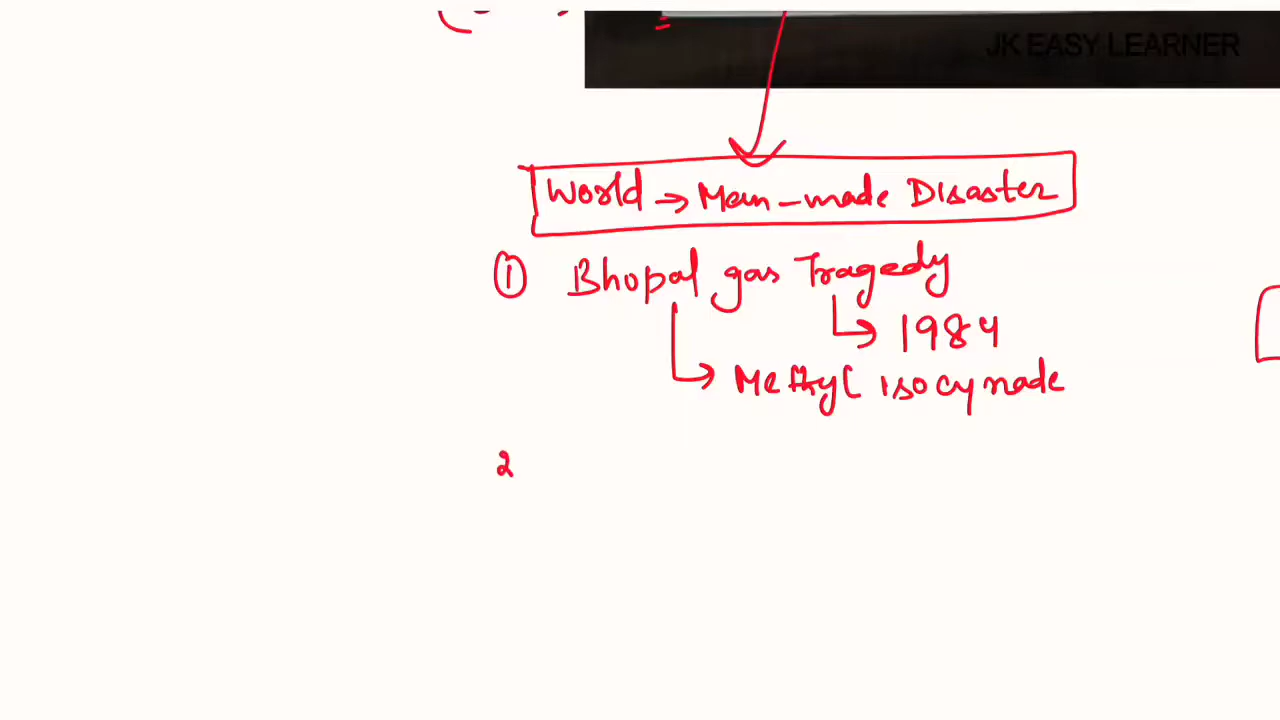 JK EASY LEARNER
World → Man-made Disaster
① Bhopal gas Tragedy
↳ 1984
↳ Methyl isocynade
2